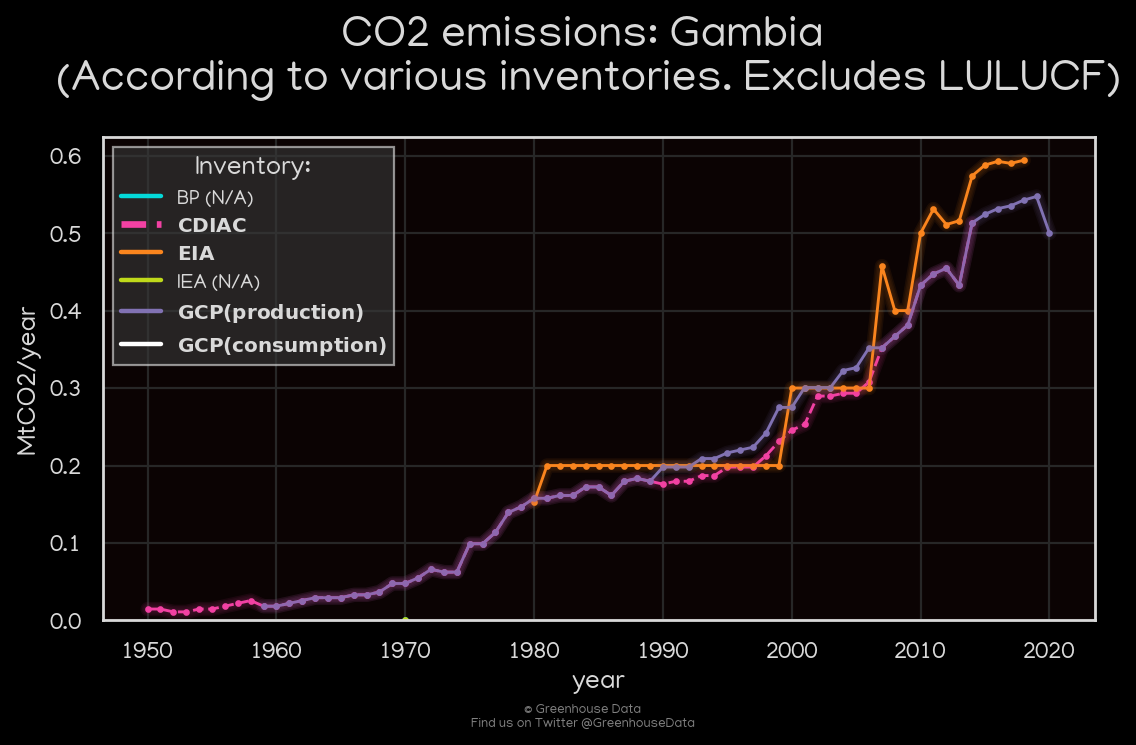 CO2 emissions: Gambia
(According to various inventories. Excludes LULUCF)
Inventory:
BP (N/A)
CDIAC
EIA
IEA (N/A)
GCP(production)
GCP(consumption)
MtCO2/year
0.6
0.5
0.4
0.3
0.2
0.1
0.0
1950 1960 1970 1980 1990 2000 2010 2020
year
© Greenhouse Data
Find us on Twitter @GreenhouseData